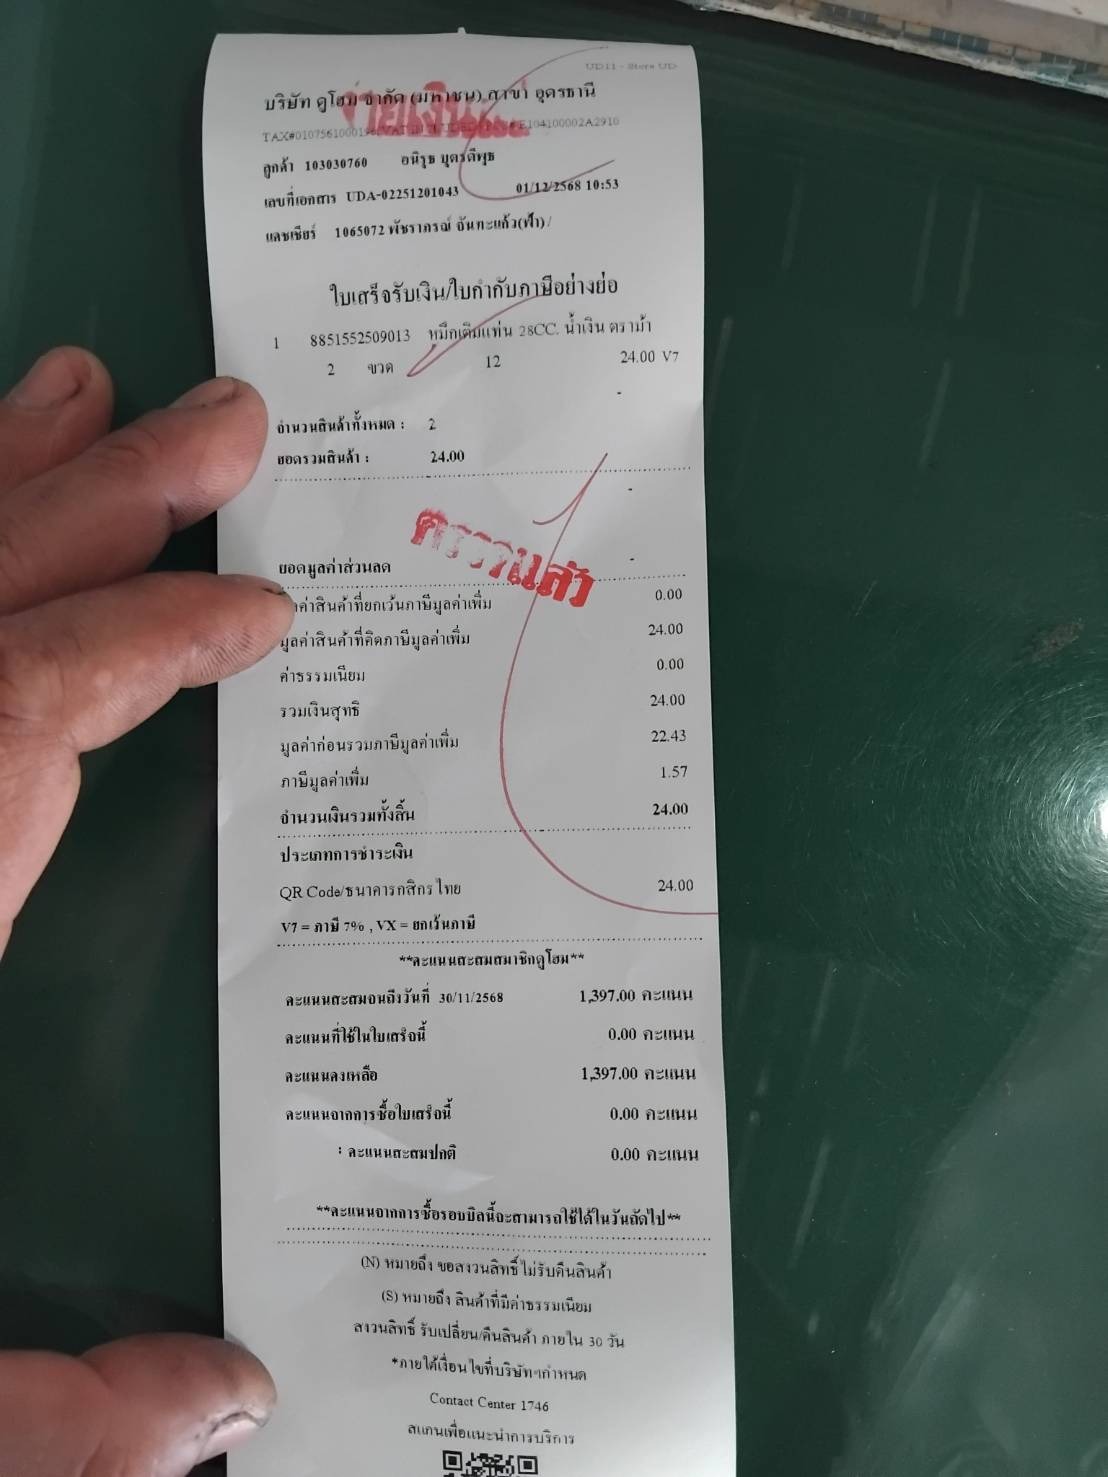 UD11 - Store UD
บริษัท ดูโฮม จำกัด (มหาชน) สาขา อุดรธานี
จ่ายเงิน
ลูกค้า 103030760 อนิรุธ บุตรดีพุธ
เลขที่เอกสาร UDA-02251201043 01/12/2568 10:53
แคชเชียร์ 1065072 พัชราภรณ์ ฉันทะแก้ว(ฟ้า) /
ใบเสร็จรับเงิน/ใบกำกับภาษีอย่างย่อ
1 8851552509013 หมึกเติมแท่น 28CC. น้ำเงิน ตราม้า
2 ขวด 12 24.00 V7
-
จำนวนสินค้าทั้งหมด : 2
ยอดรวมสินค้า : 24.00
-
ตรวจแล้ว
ยอดมูลค่าส่วนลด -
ค่าสินค้าที่ยกเว้นภาษีมูลค่าเพิ่ม 0.00
มูลค่าสินค้าที่คิดภาษีมูลค่าเพิ่ม 24.00
ค่าธรรมเนียม 0.00
รวมเงินสุทธิ 24.00
มูลค่าก่อนรวมภาษีมูลค่าเพิ่ม 22.43
ภาษีมูลค่าเพิ่ม 1.57
จำนวนเงินรวมทั้งสิ้น 24.00
ประเภทการชำระเงิน
QR Code/ธนาคารกสิกรไทย 24.00
V7 = ภาษี 7% , VX = ยกเว้นภาษี
**คะแนนสะสมสมาชิกดูโฮม**
คะแนนสะสมจนถึงวันที่ 30/11/2568 1,397.00 คะแนน
คะแนนที่ใช้ในใบเสร็จนี้ 0.00 คะแนน
คะแนนคงเหลือ 1,397.00 คะแนน
คะแนนจากการซื้อใบเสร็จนี้ 0.00 คะแนน
: คะแนนสะสมปกติ 0.00 คะแนน
**คะแนนจากการซื้อรอบบิลนี้จะสามารถใช้ได้ในวันถัดไป**
(N) หมายถึง ขอสงวนสิทธิ์ไม่รับคืนสินค้า
(S) หมายถึง สินค้าที่มีค่าธรรมเนียม
สงวนสิทธิ์ รับเปลี่ยน/คืนสินค้า ภายใน 30 วัน
*ภายใต้เงื่อนไขที่บริษัทฯกำหนด
Contact Center 1746
สแกนเพื่อแนะนำการบริการ